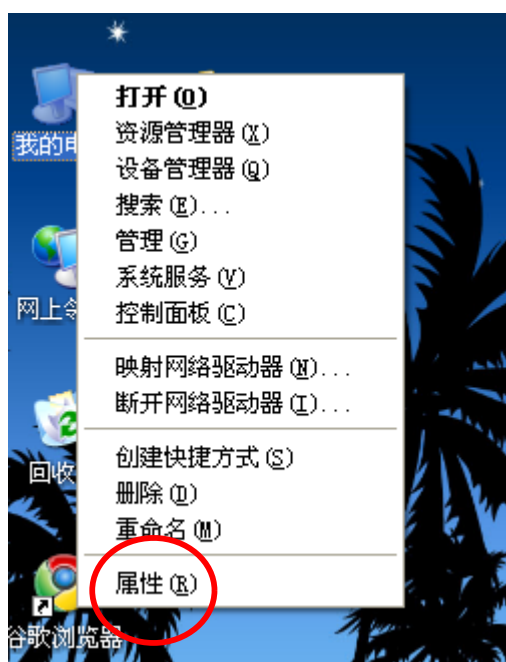 打开(O)
资源管理器(X)
我的电
设备管理器(Q)
搜索(E)...
管理(G)
系统服务(V)
网上邻
控制面板(C)
映射网络驱动器(N)...
断开网络驱动器(I)...
创建快捷方式(S)
回收
删除(D)
重命名(M)
属性(R)
谷歌浏览器